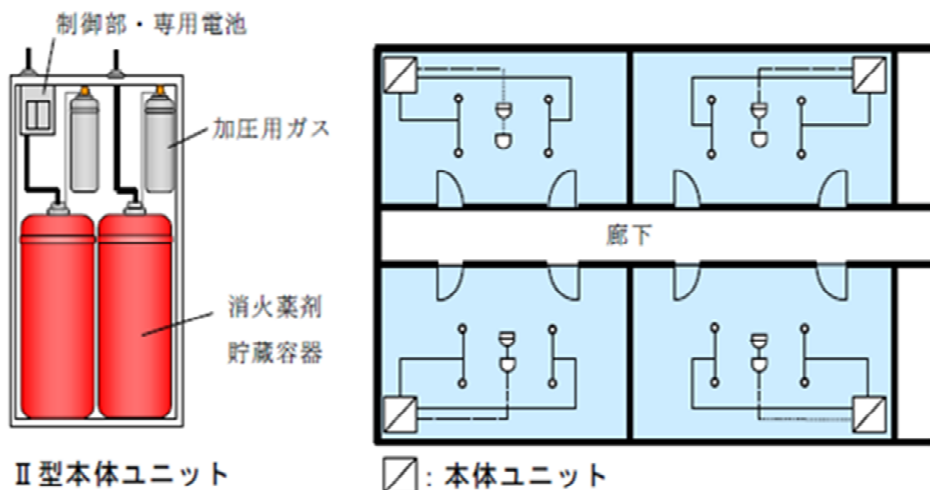 制御部・専用電池
加圧用ガス
消火薬剤
貯蔵容器
Ⅱ型本体ユニット
廊下
：本体ユニット